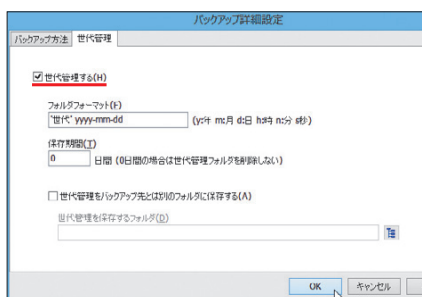 バックアップ詳細設定
バックアップ方法 世代管理
世代管理する(H)
フォルダフォーマット(F)
'世代' yyyy-mm-dd (y:年 m:月 d:日 h:時 n:分 s:秒)
保存期間(T)
0 日間 (0日間の場合は世代管理フォルダを削除しない)
世代管理をバックアップ先とは別のフォルダに保存する(A)
世代管理を保存するフォルダ(D)
OK キャンセル